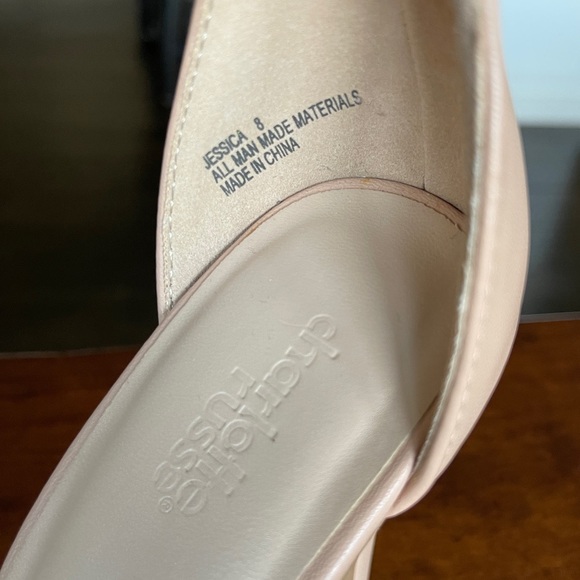 JESSICA 8
ALL MAN MADE MATERIALS
MADE IN CHINA
charlotte
russe®